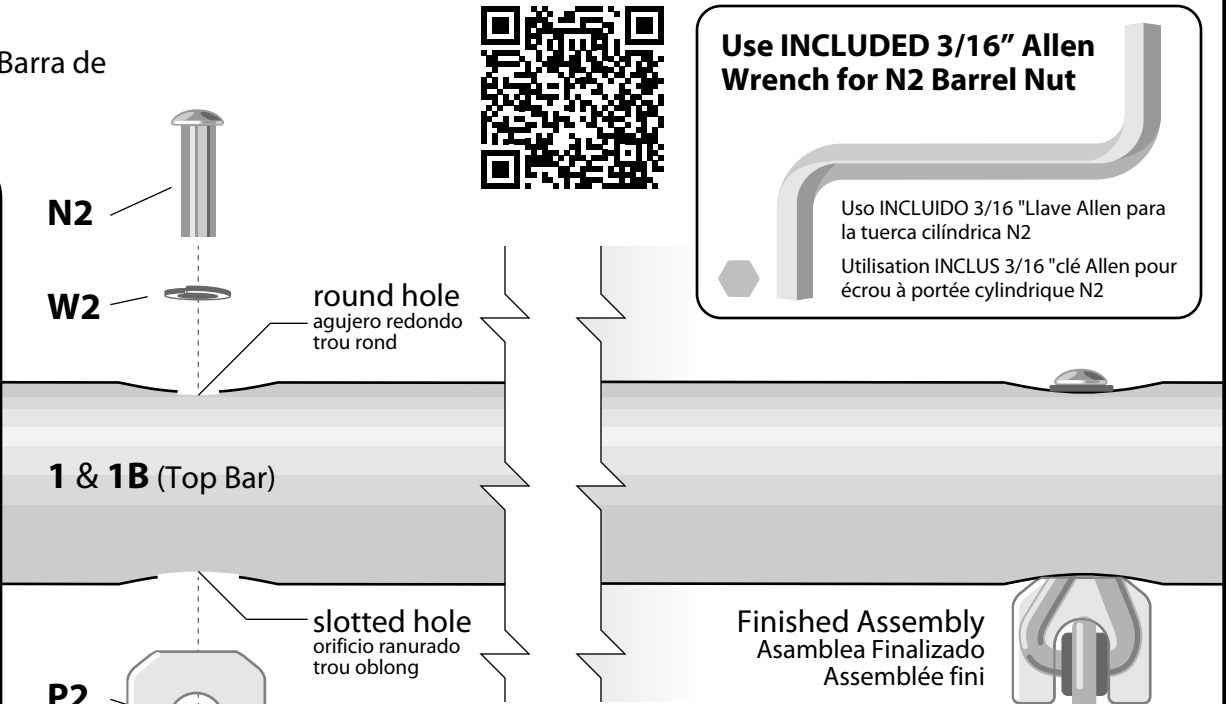 Barra de
Use INCLUDED 3/16” Allen
Wrench for N2 Barrel Nut
N2
W2
round hole
agujero redondo
trou rond
Uso INCLUIDO 3/16 "Llave Allen para
la tuerca cilíndrica N2
Utilisation INCLUS 3/16 "clé Allen pour
écrou à portée cylindrique N2
1 & 1B (Top Bar)
slotted hole
orificio ranurado
trou oblong
Finished Assembly
Asamblea Finalizado
Assemblée fini
P2